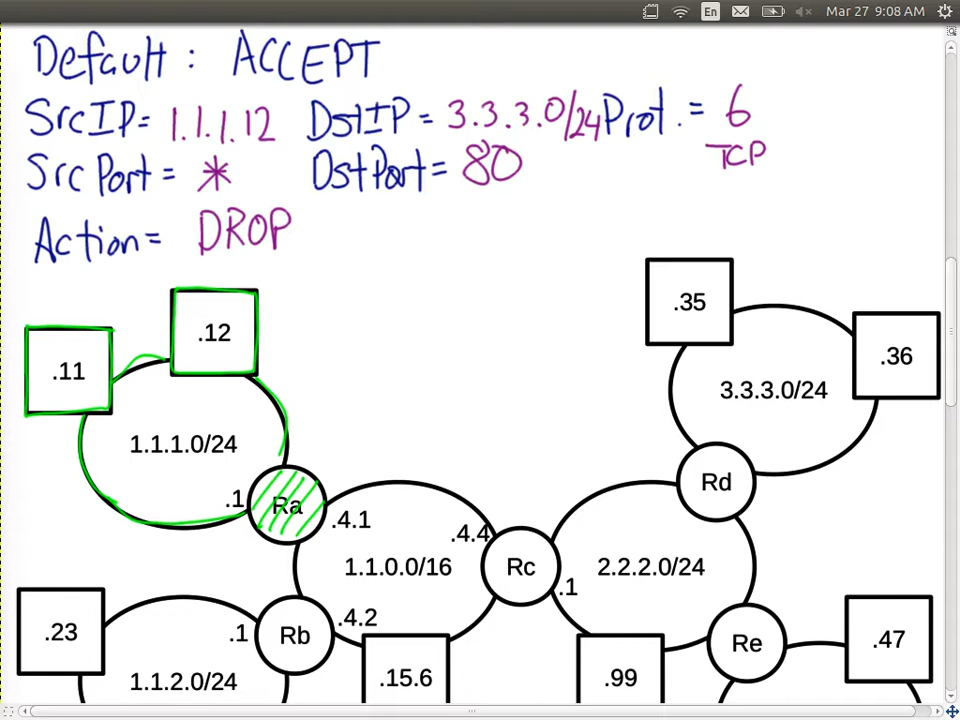 En Mar 27 9:08 AM
Default: ACCEPT
SrcIP= 1.1.1.12 DstIP = 3.3.3.0/24 Prot. = 6
TCP
Src Port = * Dst Port= 80
Action= DROP
.35
.12
.36
.11
3.3.3.0/24
1.1.1.0/24
Rd
.1 Ra
.4.1
.4.4
1.1.0.0/16 Rc 2.2.2.0/24
.1
.4.2
.23 .1 Rb Re .47
1.1.2.0/24 .15.6 .99